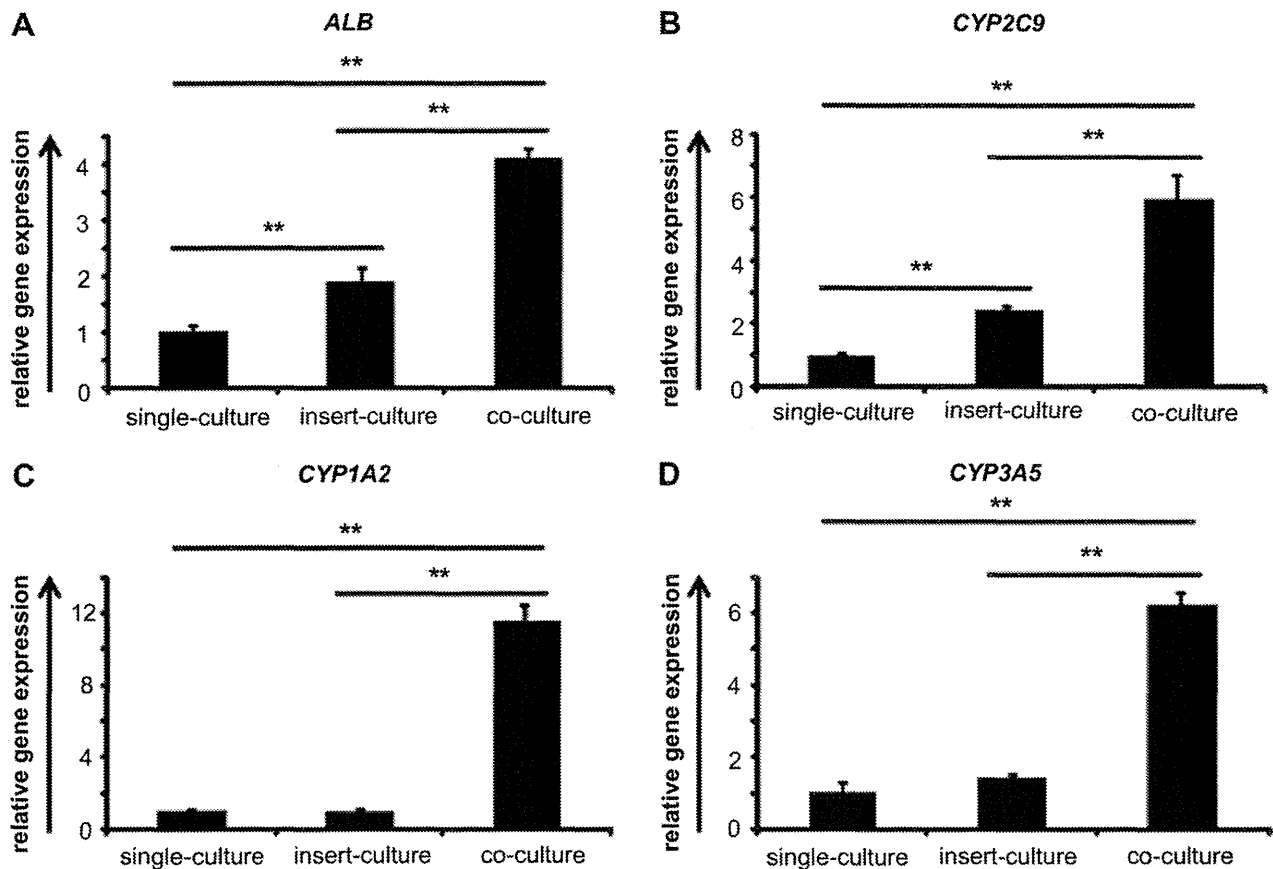 A
ALB
**
**
**
relative gene expression
4
3
2
1
0
single-culture
insert-culture
co-culture
B
CYP2C9
**
**
**
relative gene expression
8
6
4
2
0
single-culture
insert-culture
co-culture
C
CYP1A2
**
**
relative gene expression
12
8
4
0
single-culture
insert-culture
co-culture
D
CYP3A5
**
**
relative gene expression
6
4
2
0
single-culture
insert-culture
co-culture